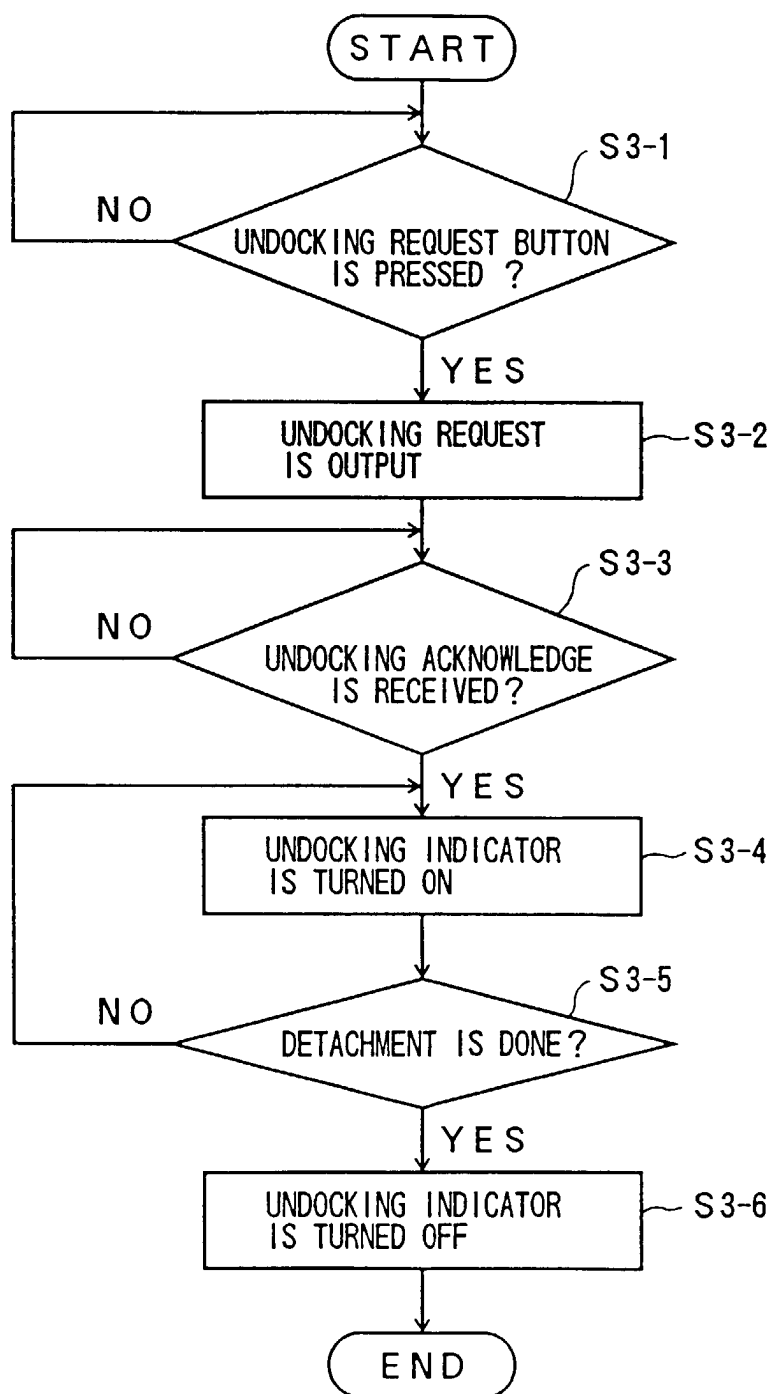 START
S3-1
NO
UNDOCKING REQUEST BUTTON
IS PRESSED ?
YES
UNDOCKING REQUEST
IS OUTPUT
S3-2
S3-3
NO
UNDOCKING ACKNOWLEDGE
IS RECEIVED ?
YES
UNDOCKING INDICATOR
IS TURNED ON
S3-4
S3-5
NO
DETACHMENT IS DONE ?
YES
UNDOCKING INDICATOR
IS TURNED OFF
S3-6
END